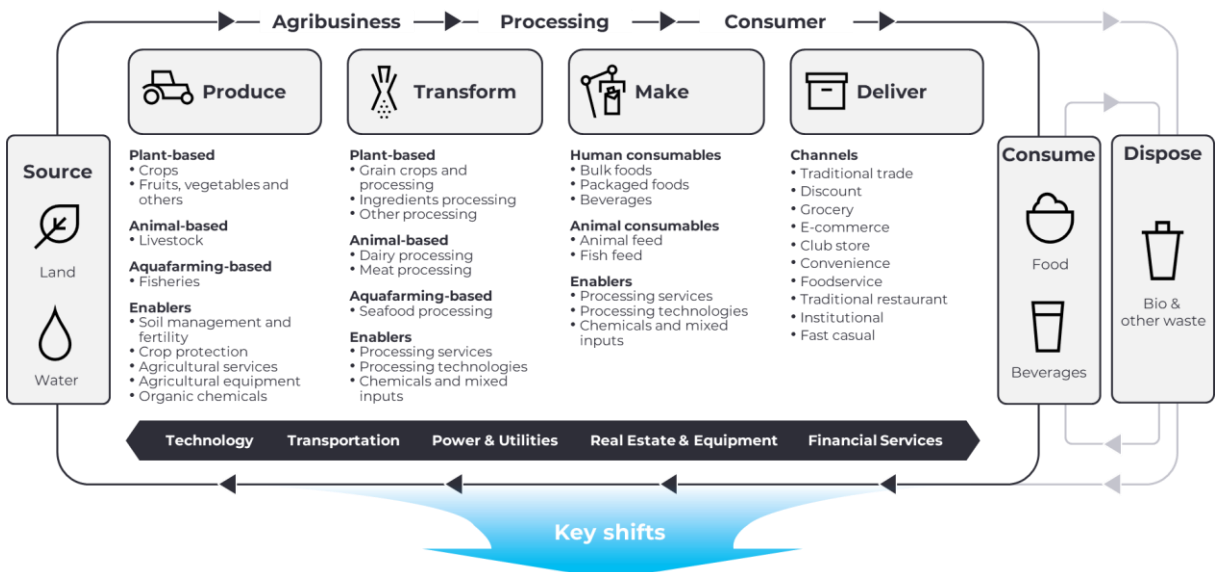 Agribusiness
Processing
Consumer
Source
Land
Water
Produce
Plant-based
• Crops
• Fruits, vegetables and
others
Animal-based
• Livestock
Aquafarming-based
• Fisheries
Enablers
• Soil management and
fertility
• Crop protection
• Agricultural services
• Agricultural equipment
• Organic chemicals
Transform
Plant-based
• Grain crops and
processing
• Ingredients processing
• Other processing
Animal-based
• Dairy processing
• Meat processing
Aquafarming-based
• Seafood processing
Enablers
• Processing services
• Processing technologies
• Chemicals and mixed
inputs
Make
Human consumables
• Bulk foods
• Packaged foods
• Beverages
Animal consumables
• Animal feed
• Fish feed
Enablers
• Processing services
• Processing technologies
• Chemicals and mixed
inputs
Deliver
Channels
• Traditional trade
• Discount
• Grocery
• E-commerce
• Club store
• Convenience
• Foodservice
• Traditional restaurant
• Institutional
• Fast casual
Consume
Food
Beverages
Dispose
Bio &
other waste
Technology
Transportation
Power & Utilities
Real Estate & Equipment
Financial Services
Key shifts